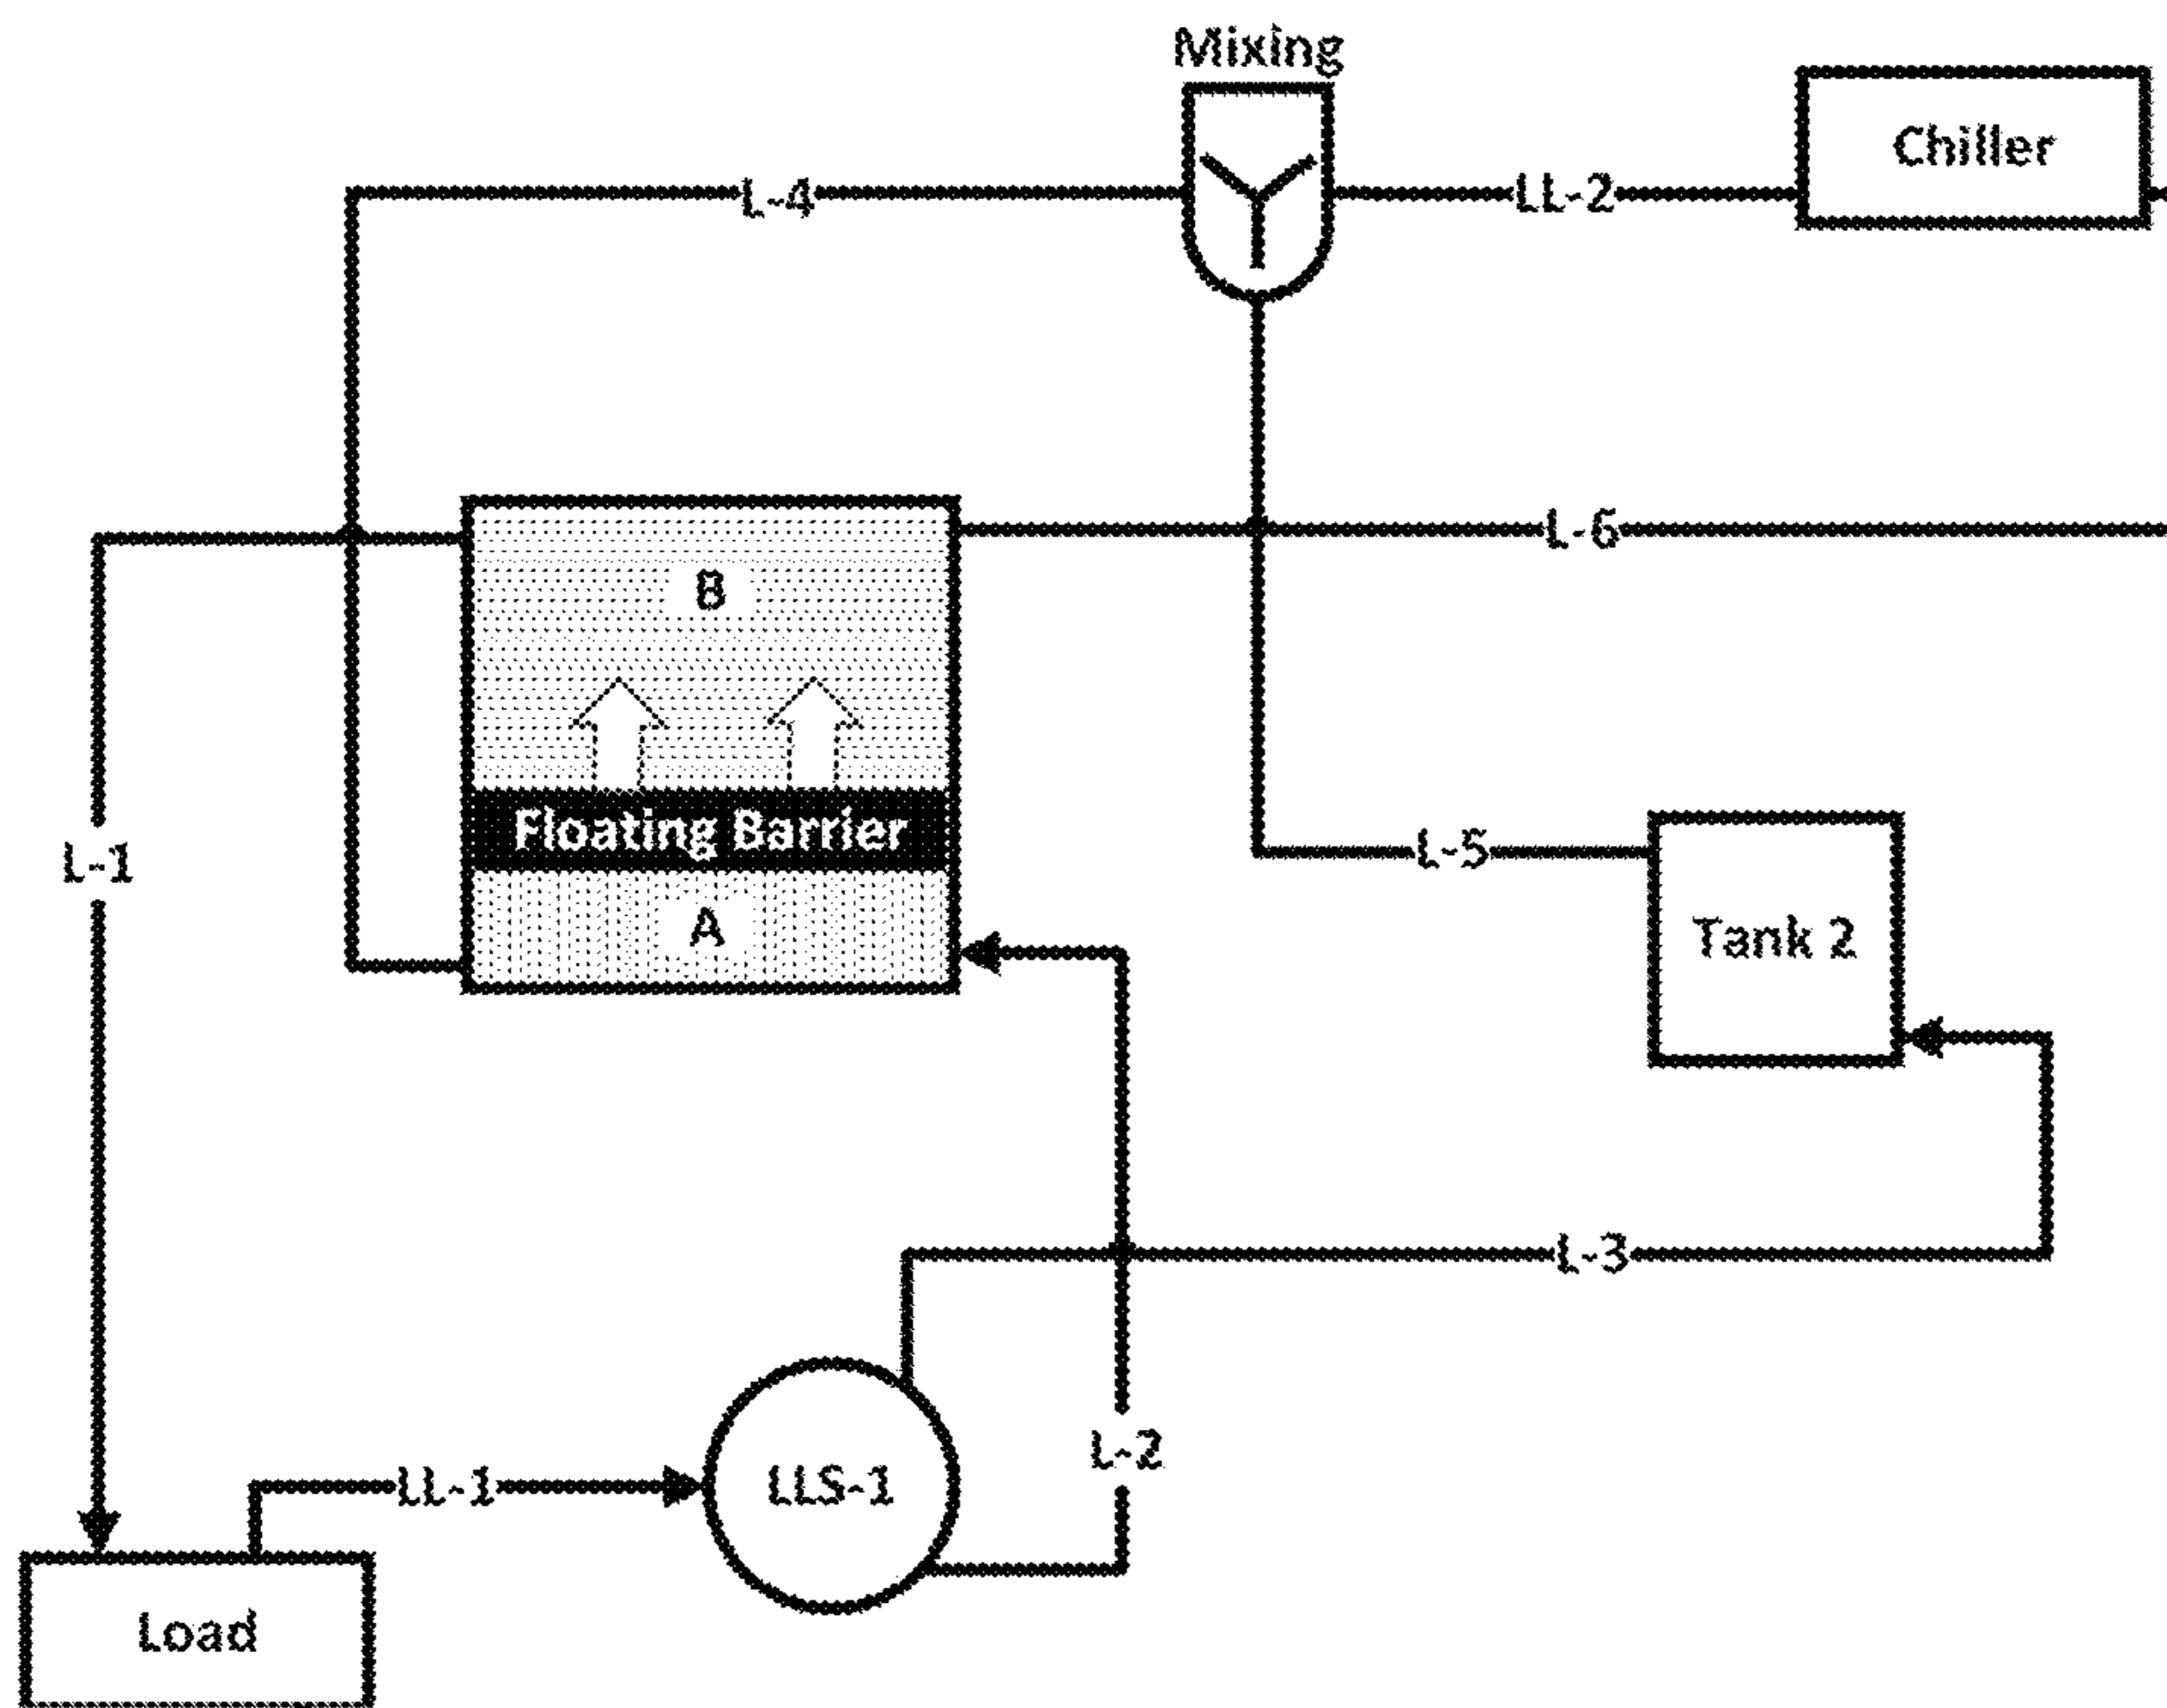 Mixing
Chiller
L-4
LL-2
L-6
B
Floating Barrier
L-1
L-5
A
Tank 2
L-3
L-2
LL-1
LLS-1
Load